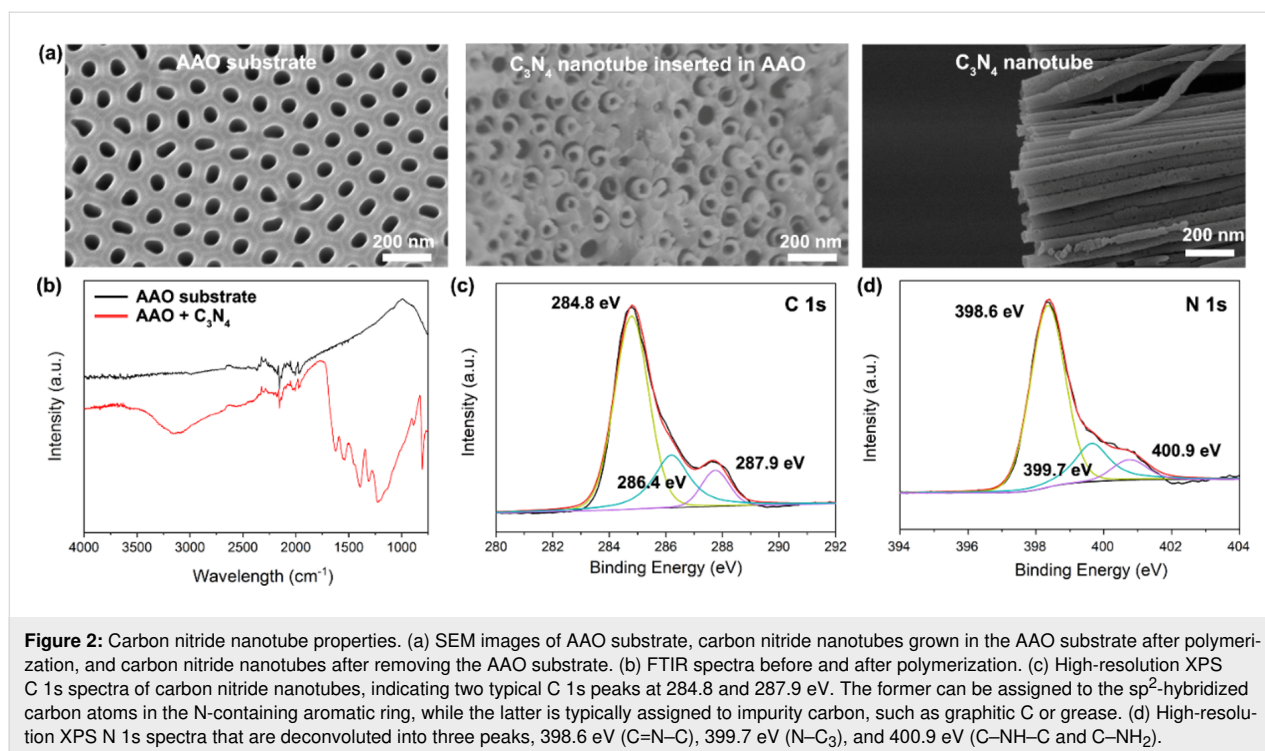 (a)
AAO substrate
200 nm
C₃N₄ nanotube inserted in AAO
200 nm
C₃N₄ nanotube
200 nm
(b)
AAO substrate
AAO + C₃N₄
Intensity (a.u.)
4000 3500 3000 2500 2000 1500 1000
Wavelength (cm⁻¹)
(c)
C 1s
284.8 eV
286.4 eV
287.9 eV
Intensity (a.u.)
280 282 284 286 288 290 292
Binding Energy (eV)
(d)
N 1s
398.6 eV
399.7 eV
400.9 eV
Intensity (a.u.)
394 396 398 400 402 404
Binding Energy (eV)
Figure 2: Carbon nitride nanotube properties. (a) SEM images of AAO substrate, carbon nitride nanotubes grown in the AAO substrate after polymeri-
zation, and carbon nitride nanotubes after removing the AAO substrate. (b) FTIR spectra before and after polymerization. (c) High-resolution XPS
C 1s spectra of carbon nitride nanotubes, indicating two typical C 1s peaks at 284.8 and 287.9 eV. The former can be assigned to the sp²-hybridized
carbon atoms in the N-containing aromatic ring, while the latter is typically assigned to impurity carbon, such as graphitic C or grease. (d) High-resolu-
tion XPS N 1s spectra that are deconvoluted into three peaks, 398.6 eV (C=N–C), 399.7 eV (N–C₃), and 400.9 eV (C–NH–C and C–NH₂).